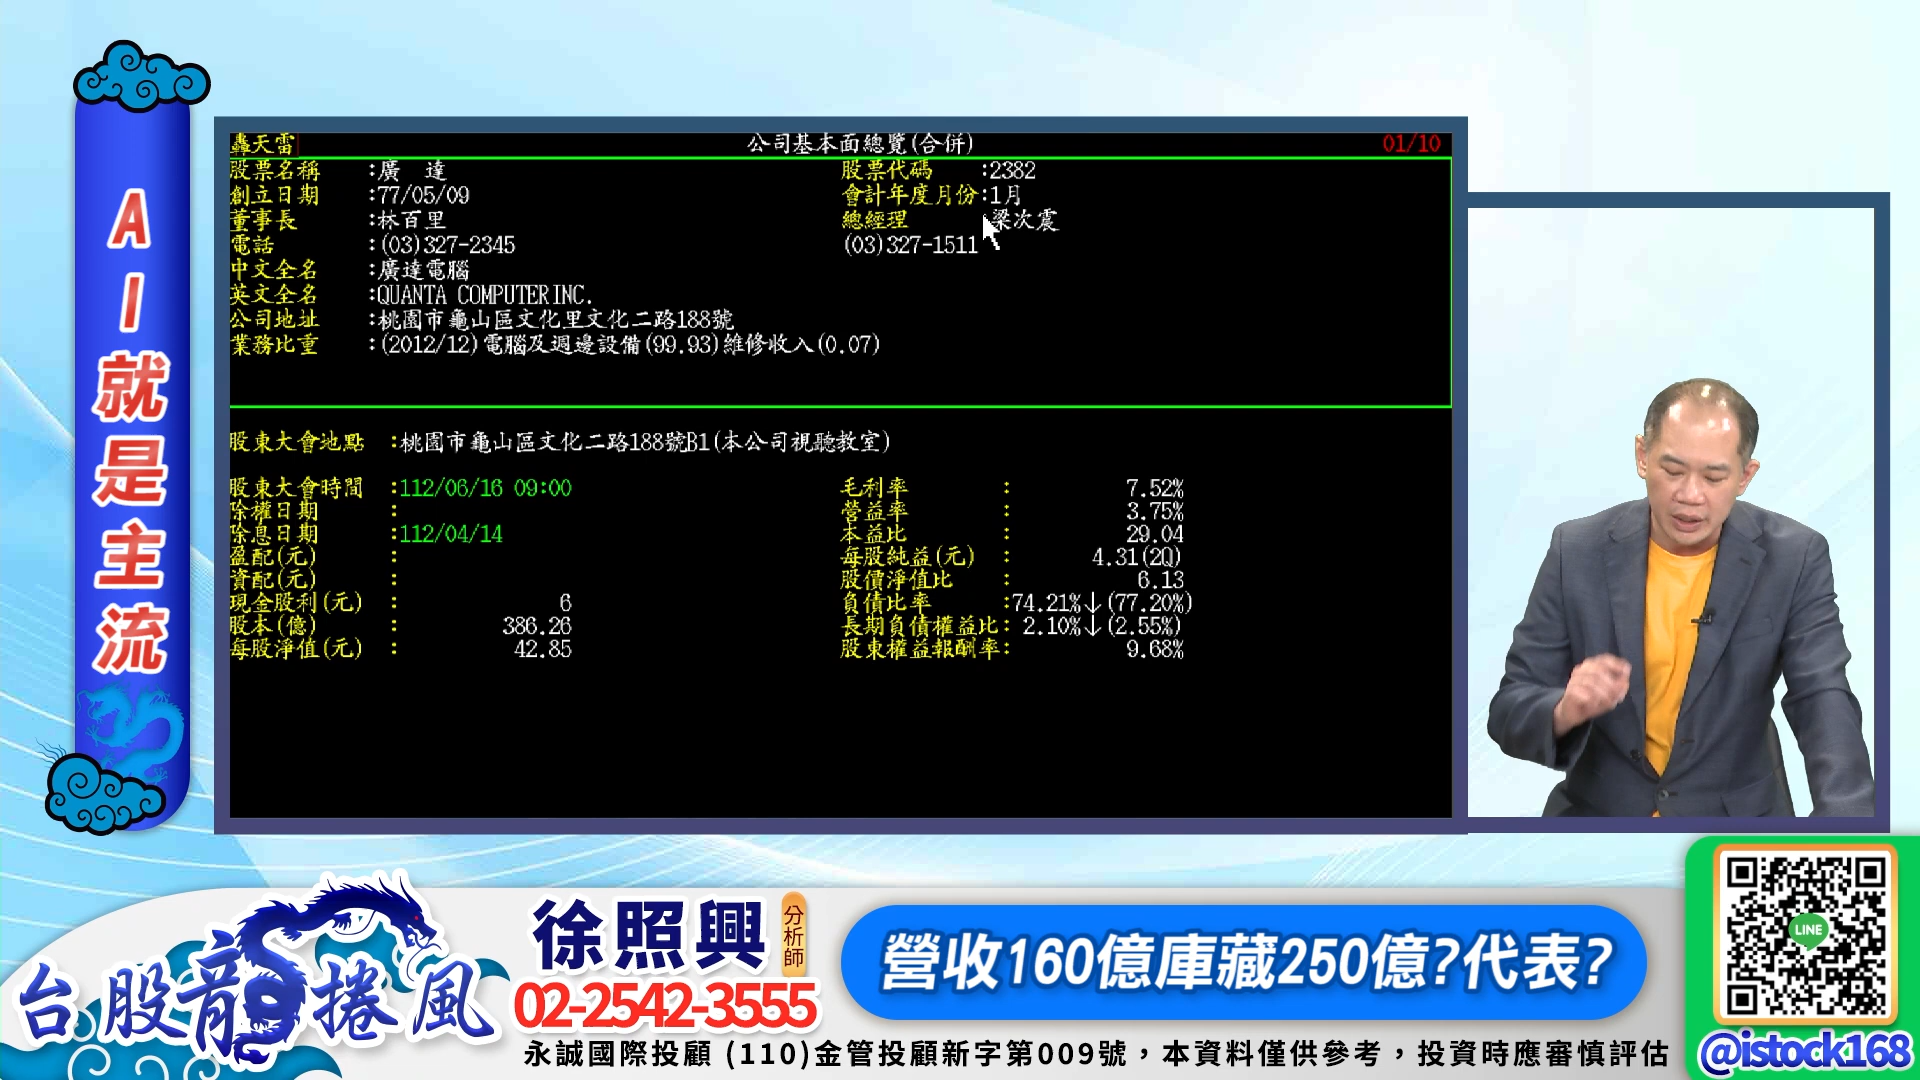 AI就是主流
轟天雷 公司基本面總覽(合併) 01/10
股票名稱 :廣 達 股票代碼 :2382
創立日期 :77/05/09 會計年度月份:1月
董事長 :林百里 總經理 :梁次震
電話 :(03)327-2345 (03)327-1511
中文全名 :廣達電腦
英文全名 :QUANTA COMPUTER INC.
公司地址 :桃園市龜山區文化里文化二路188號
業務比重 :(2012/12)電腦及週邊設備(99.93)維修收入(0.07)
股東大會地點 :桃園市龜山區文化二路188號B1(本公司視聽教室)
股東大會時間 :112/06/16 09:00 毛利率 : 7.52%
除權日期 : 營益率 : 3.75%
除息日期 :112/04/14 本益比 : 29.04
盈配(元) : 每股純益(元) : 4.31(2Q)
資配(元) : 股價淨值比 : 6.13
現金股利(元) : 6 負債比率 :74.21%↓(77.20%)
股本(億) : 386.26 長期負債權益比: 2.10%↓(2.55%)
每股淨值(元) : 42.85 股東權益報酬率: 9.68%
台股龍捲風
徐照興 分析師
02-2542-3555
營收160億庫藏250億?代表?
LINE
永誠國際投顧 (110)金管投顧新字第009號，本資料僅供參考，投資時應審慎評估
@istock168